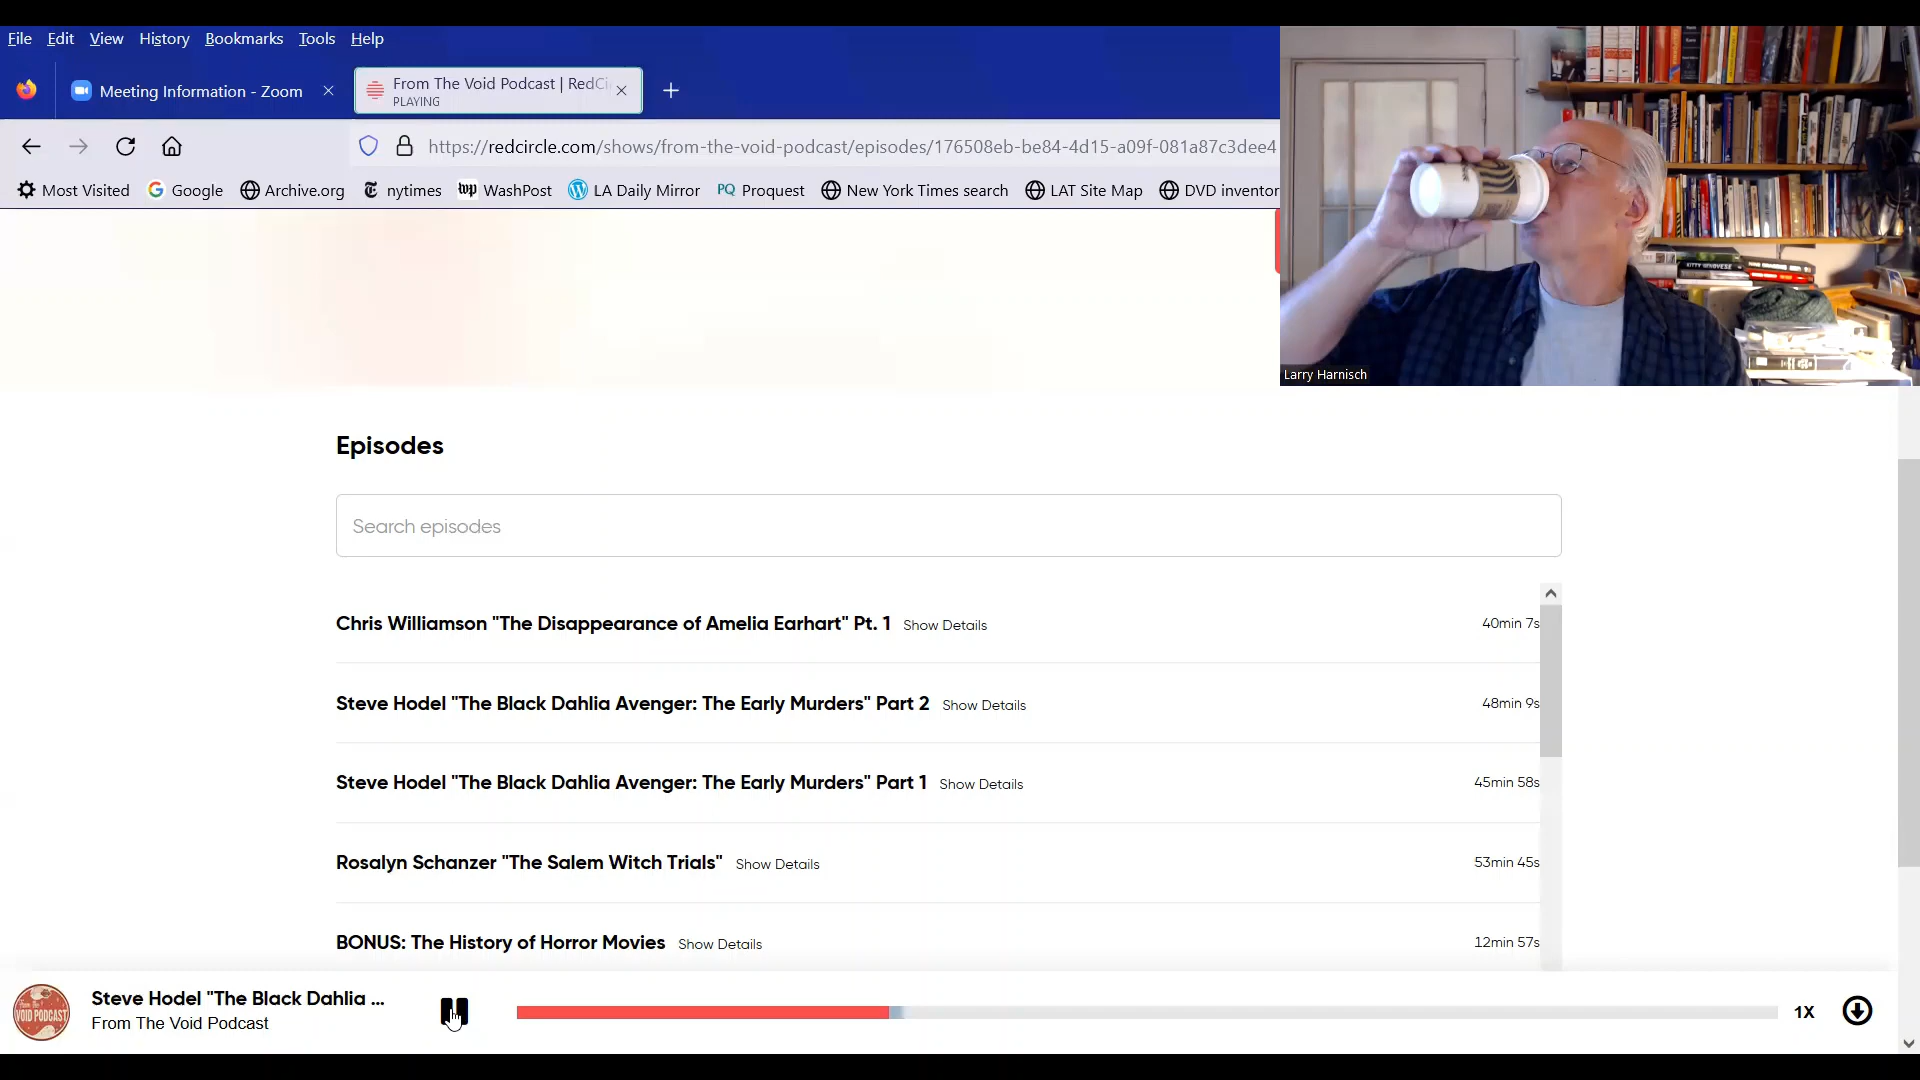 File Edit View History Bookmarks Tools Help
Meeting Information - Zoom
From The Void Podcast | RedCi
PLAYING
https://redcircle.com/shows/from-the-void-podcast/episodes/176508eb-be84-4d15-a09f-081a87c3dee4
Most Visited Google Archive.org nytimes WashPost LA Daily Mirror Proquest New York Times search LAT Site Map DVD inventor
KITTY GENOVESE
Larry Harnisch
Episodes
Search episodes
Chris Williamson "The Disappearance of Amelia Earhart" Pt. 1 Show Details 40min 7s
Steve Hodel "The Black Dahlia Avenger: The Early Murders" Part 2 Show Details 48min 9s
Steve Hodel "The Black Dahlia Avenger: The Early Murders" Part 1 Show Details 45min 58s
Rosalyn Schanzer "The Salem Witch Trials" Show Details 53min 45s
BONUS: The History of Horror Movies Show Details 12min 57s
Steve Hodel "The Black Dahlia ...
From The Void Podcast
1X